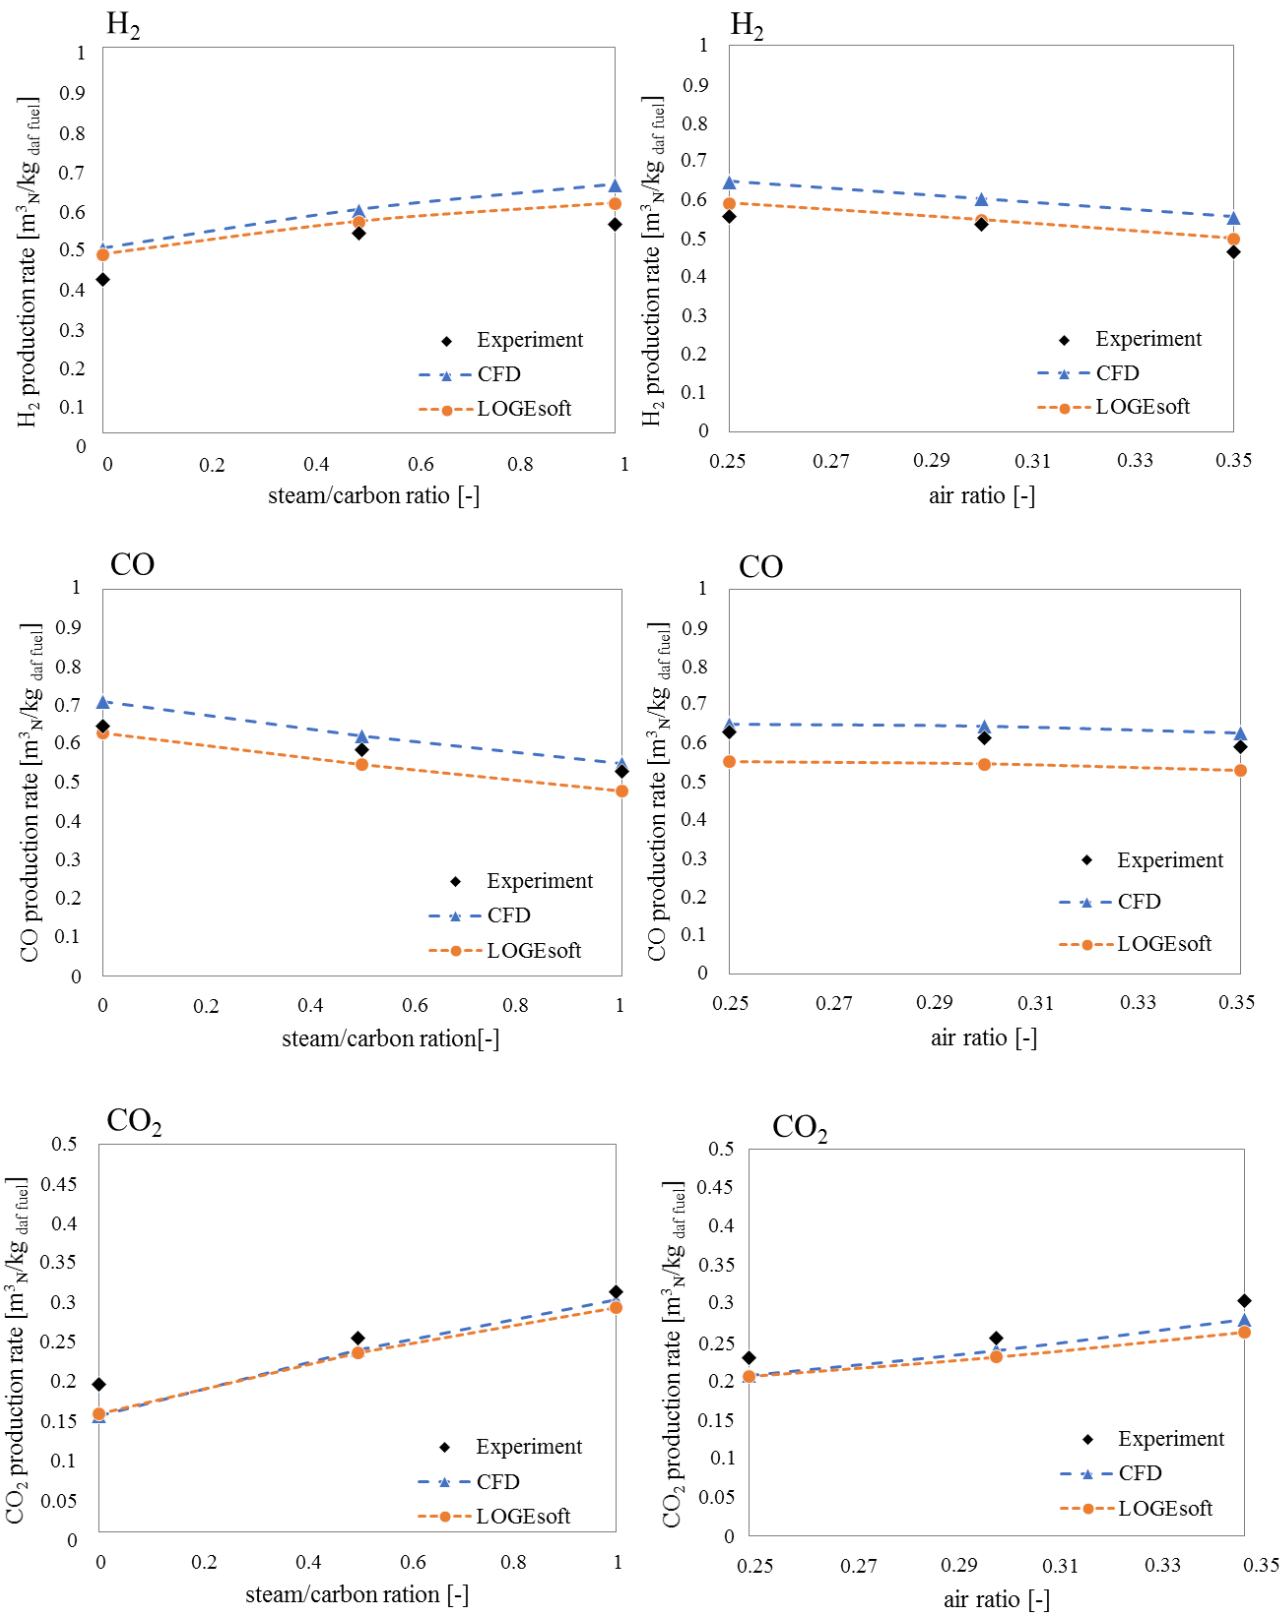 H2
H2 production rate [m3N/kg daf fuel]
1
0.9
0.8
0.7
0.6
0.5
0.4
0.3
0.2
0.1
0
Experiment
CFD
LOGEsoft
0 0.2 0.4 0.6 0.8 1
steam/carbon ratio [-]
H2
H2 production rate [m3N/kg daf fuel]
1
0.9
0.8
0.7
0.6
0.5
0.4
0.3
0.2
0.1
0
Experiment
CFD
LOGEsoft
0.25 0.27 0.29 0.31 0.33 0.35
air ratio [-]
CO
CO production rate [m3N/kg daf fuel]
1
0.9
0.8
0.7
0.6
0.5
0.4
0.3
0.2
0.1
0
Experiment
CFD
LOGEsoft
0 0.2 0.4 0.6 0.8 1
steam/carbon ration[-]
CO
CO production rate [m3N/kg daf fuel]
1
0.9
0.8
0.7
0.6
0.5
0.4
0.3
0.2
0.1
0
Experiment
CFD
LOGEsoft
0.25 0.27 0.29 0.31 0.33 0.35
air ratio [-]
CO2
CO2 production rate [m3N/kg daf fuel]
0.5
0.45
0.4
0.35
0.3
0.25
0.2
0.15
0.1
0.05
0
Experiment
CFD
LOGEsoft
0 0.2 0.4 0.6 0.8 1
steam/carbon ration [-]
CO2
CO2 production rate [m3N/kg daf fuel]
0.5
0.45
0.4
0.35
0.3
0.25
0.2
0.15
0.1
0.05
0
Experiment
CFD
LOGEsoft
0.25 0.27 0.29 0.31 0.33 0.35
air ratio [-]